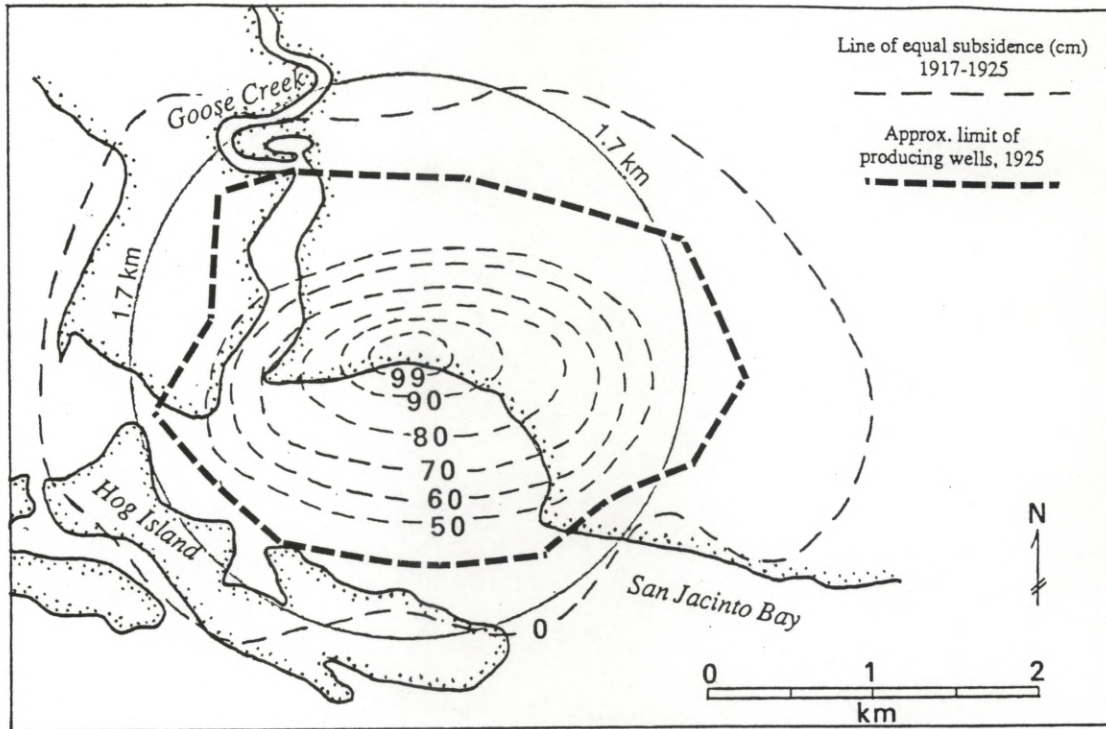 Line of equal subsidence (cm)
1917-1925
Approx. limit of
producing wells, 1925
Goose Creek
1.7 km
1.7 km
99
90
80
70
60
50
0
Hog Island
San Jacinto Bay
N
0 1 2
km